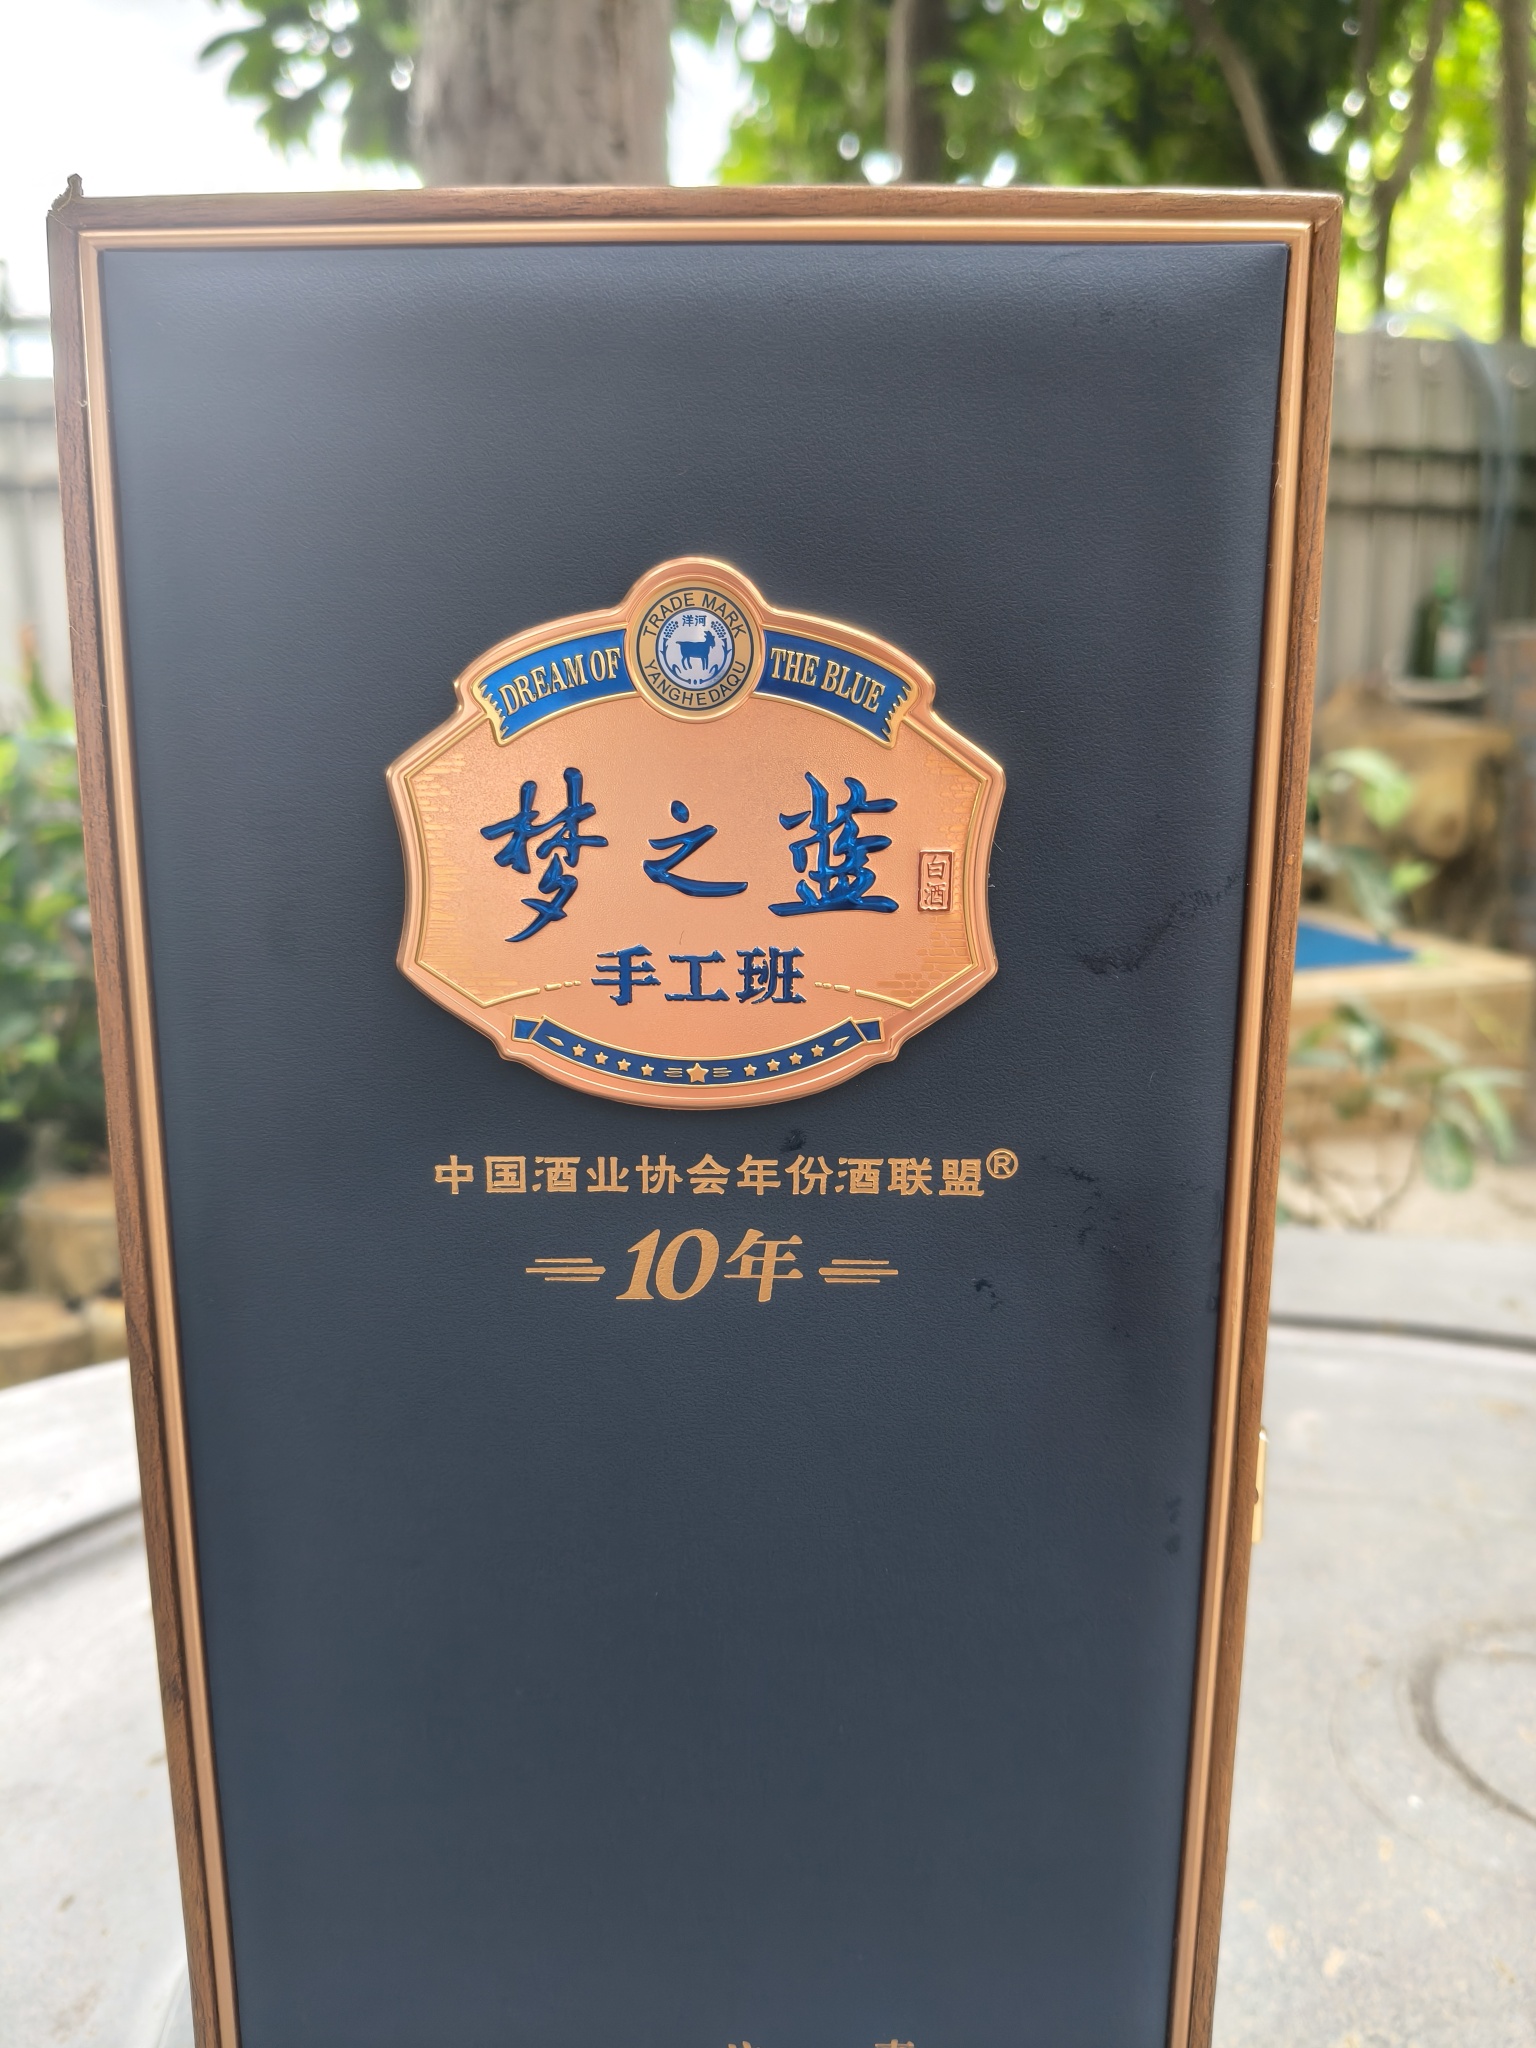 TRADE MARK
洋河
YANGHEDAQU
DREAM OF THE BLUE
梦之蓝
白酒
手工班
中国酒业协会年份酒联盟®
10年